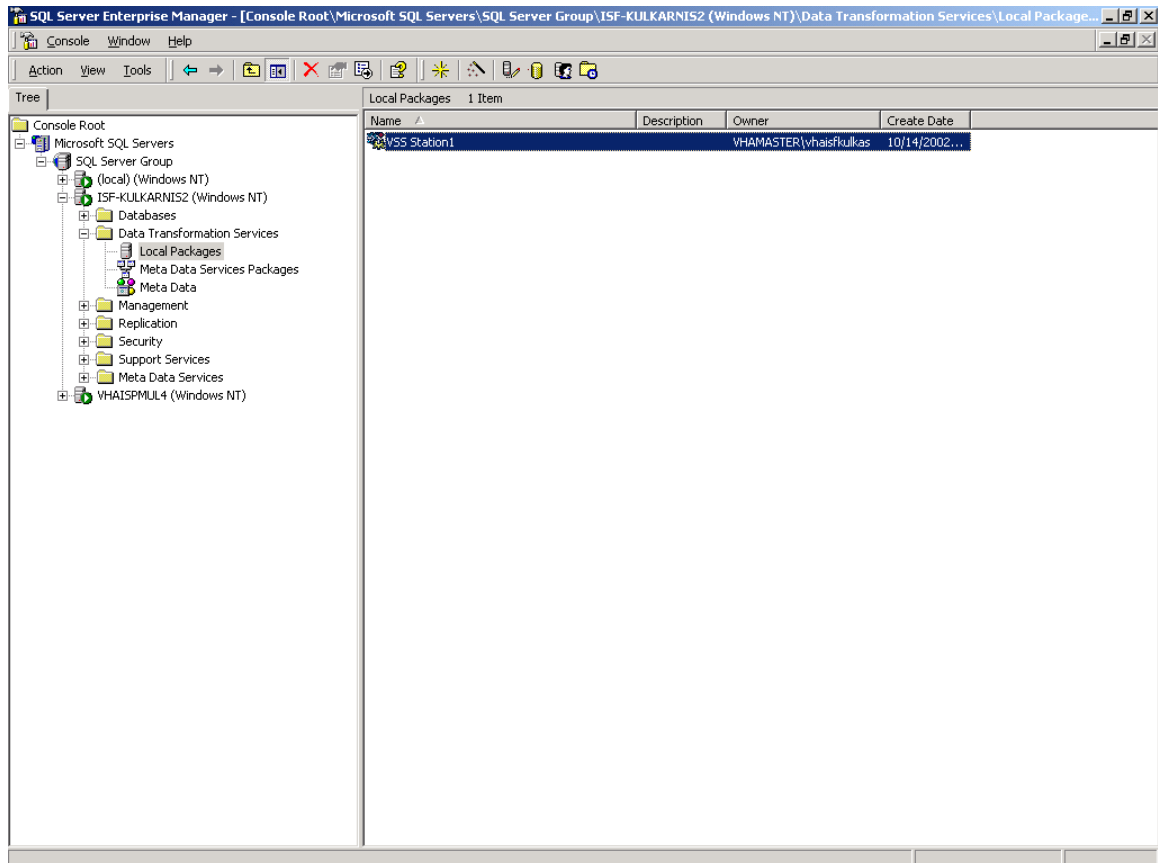 SQL Server Enterprise Manager - [Console Root\Microsoft SQL Servers\SQL Server Group\ISF-KULKARNIS2 (Windows NT)\Data Transformation Services\Local Package...
Console Window Help
Action View Tools
Tree
Local Packages 1 Item
Name Description Owner Create Date
VSS Station1 VHAMASTER\vhaisfkulkas 10/14/2002...
Console Root
Microsoft SQL Servers
SQL Server Group
(local) (Windows NT)
ISF-KULKARNIS2 (Windows NT)
Databases
Data Transformation Services
Local Packages
Meta Data Services Packages
Meta Data
Management
Replication
Security
Support Services
Meta Data Services
VHAISPMUL4 (Windows NT)